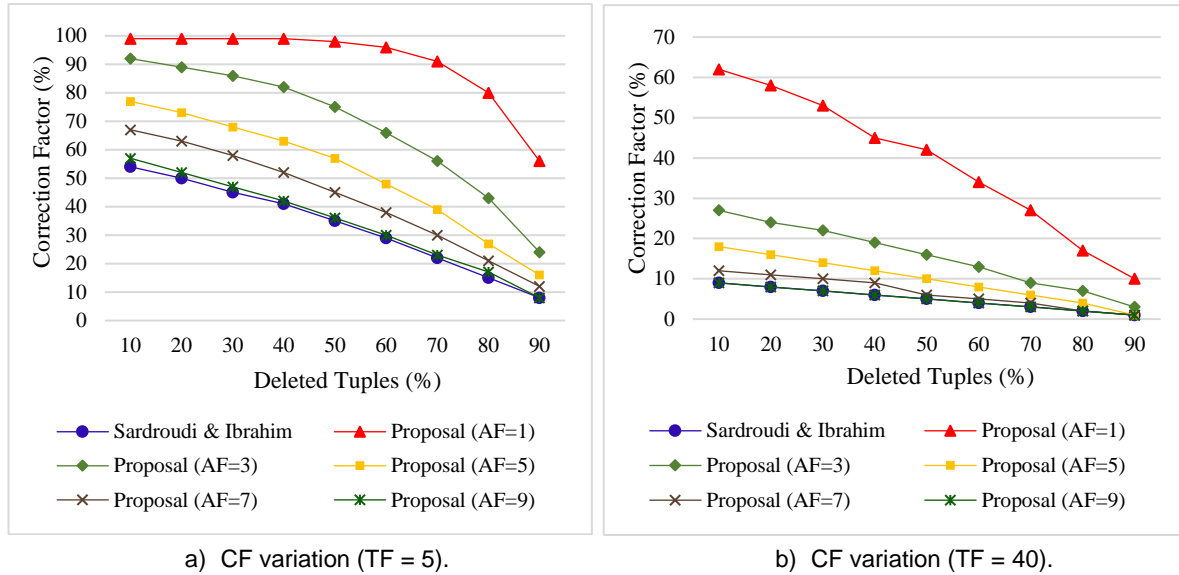 Correction Factor (%)
100
90
80
70
60
50
40
30
20
10
0
10 20 30 40 50 60 70 80 90
Deleted Tuples (%)
Sardroudi & Ibrahim Proposal (AF=1)
Proposal (AF=3) Proposal (AF=5)
Proposal (AF=7) Proposal (AF=9)
a) CF variation (TF = 5).
Correction Factor (%)
70
60
50
40
30
20
10
0
10 20 30 40 50 60 70 80 90
Deleted Tuples (%)
Sardroudi & Ibrahim Proposal (AF=1)
Proposal (AF=3) Proposal (AF=5)
Proposal (AF=7) Proposal (AF=9)
b) CF variation (TF = 40).